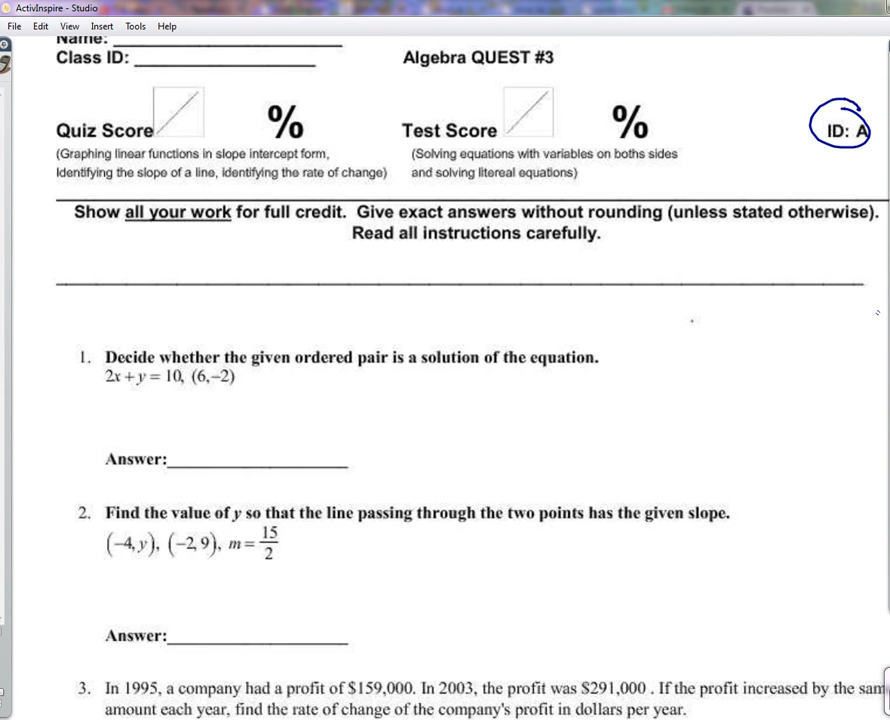 ActivInspire - Studio
File Edit View Insert Tools Help
Name:
Class ID: Algebra QUEST #3
Quiz Score % Test Score % ID: A
(Graphing linear functions in slope intercept form, (Solving equations with variables on boths sides
Identifying the slope of a line, identifying the rate of change) and solving litereal equations)
Show all your work for full credit. Give exact answers without rounding (unless stated otherwise).
Read all instructions carefully.
1. Decide whether the given ordered pair is a solution of the equation.
2x + y = 10, (6,−2)
Answer:
2. Find the value of y so that the line passing through the two points has the given slope.
(−4, y), (−2, 9), m = 15/2
Answer:
3. In 1995, a company had a profit of $159,000. In 2003, the profit was $291,000 . If the profit increased by the sam
amount each year, find the rate of change of the company's profit in dollars per year.